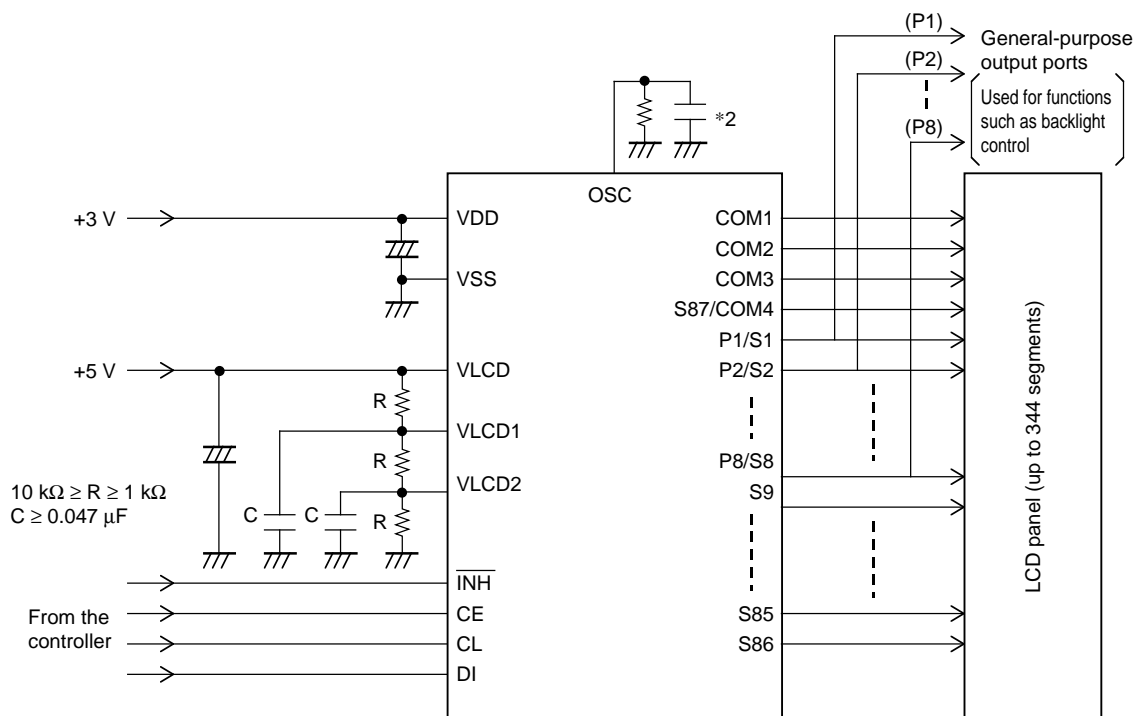 (P1)
General-purpose
output ports
(P2)
Used for functions
such as backlight
control
(P8)
*2
OSC
+3 V
VDD
VSS
+5 V
VLCD
R
VLCD1
R
VLCD2
10 kΩ ≥ R ≥ 1 kΩ
C ≥ 0.047 µF
C
C
R
INH
From the
controller
CE
CL
DI
COM1
COM2
COM3
S87/COM4
P1/S1
P2/S2
P8/S8
S9
S85
S86
LCD panel (up to 344 segments)